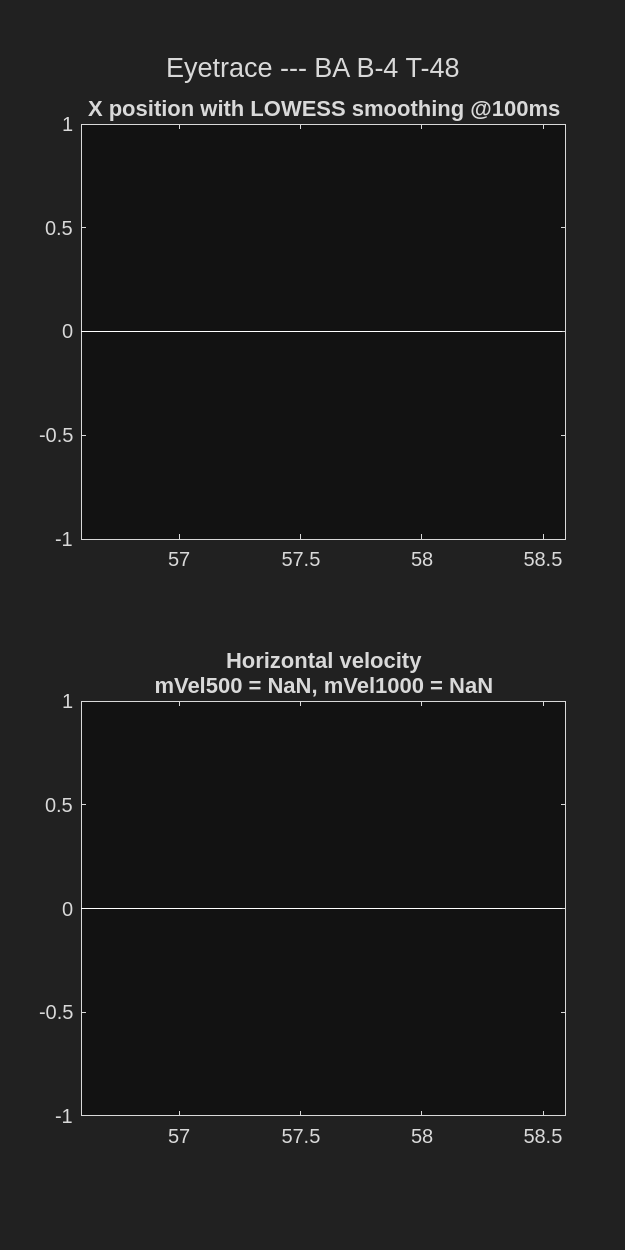 Eyetrace --- BA B-4 T-48
X position with LOWESS smoothing @100ms
1
0.5
0
-0.5
-1
57 57.5 58 58.5
Horizontal velocity
mVel500 = NaN, mVel1000 = NaN
1
0.5
0
-0.5
-1
57 57.5 58 58.5